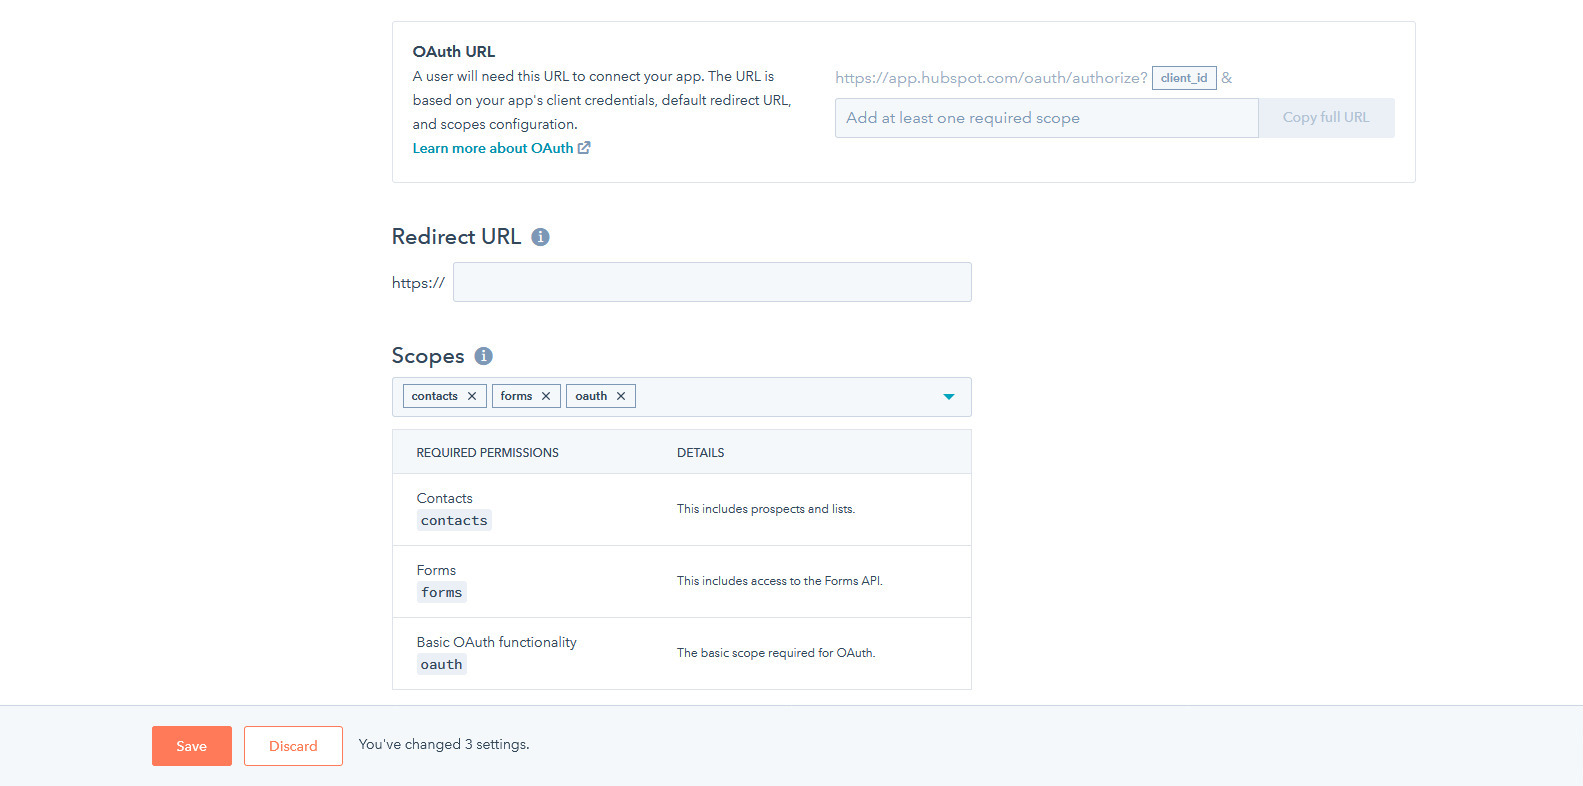 OAuth URL
A user will need this URL to connect your app. The URL is
based on your app's client credentials, default redirect URL,
and scopes configuration.
Learn more about OAuth
https://app.hubspot.com/oauth/authorize? client_id &
Add at least one required scope
Copy full URL
Redirect URL
https://
Scopes
contacts forms oauth
REQUIRED PERMISSIONS DETAILS
Contacts
contacts
This includes prospects and lists.
Forms
forms
This includes access to the Forms API.
Basic OAuth functionality
oauth
The basic scope required for OAuth.
Save Discard You've changed 3 settings.